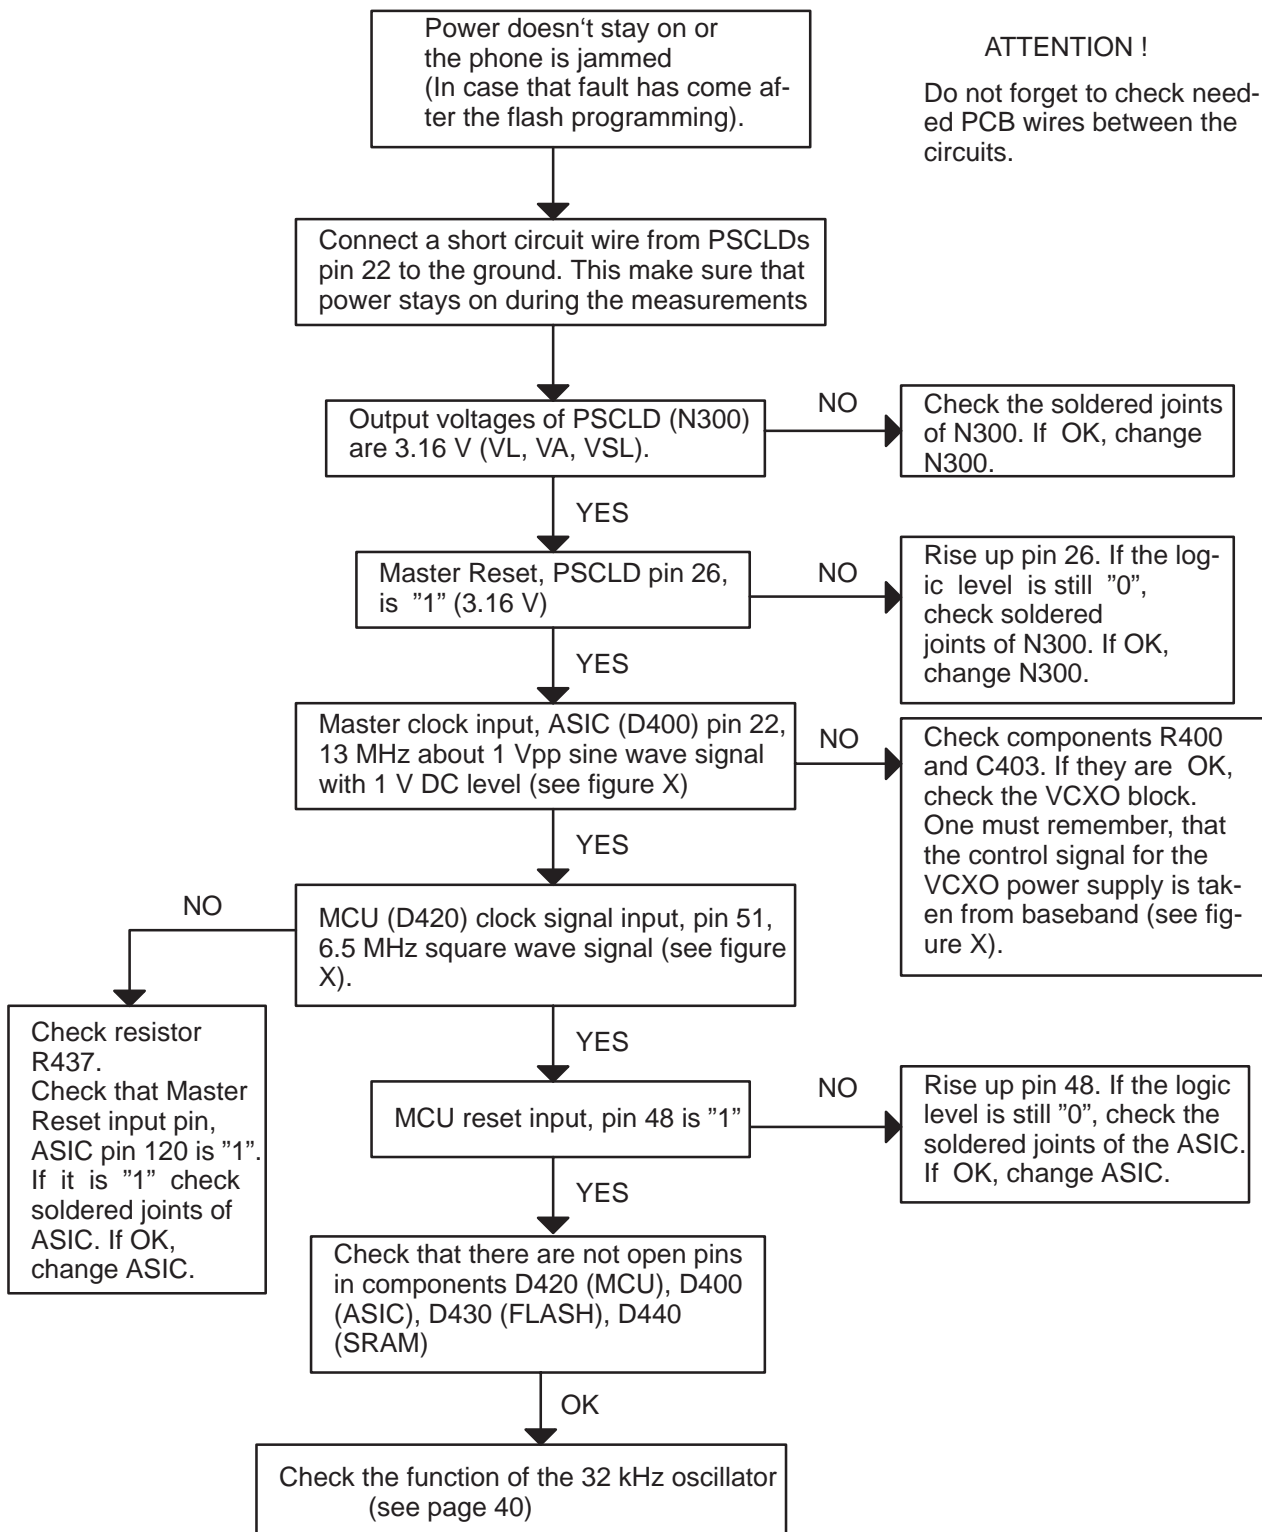 Power doesn‘t stay on or
the phone is jammed
(In case that fault has come af-
ter the flash programming).
ATTENTION !
Do not forget to check need-
ed PCB wires between the
circuits.
Connect a short circuit wire from PSCLDs
pin 22 to the ground. This make sure that
power stays on during the measurements
Output voltages of PSCLD (N300)
are 3.16 V (VL, VA, VSL).
NO
Check the soldered joints
of N300. If OK, change
N300.
YES
Master Reset, PSCLD pin 26,
is ”1” (3.16 V)
NO
Rise up pin 26. If the log-
ic level is still ”0”,
check soldered
joints of N300. If OK,
change N300.
YES
Master clock input, ASIC (D400) pin 22,
13 MHz about 1 Vpp sine wave signal
with 1 V DC level (see figure X)
NO
Check components R400
and C403. If they are OK,
check the VCXO block.
One must remember, that
the control signal for the
VCXO power supply is tak-
en from baseband (see fig-
ure X).
YES
MCU (D420) clock signal input, pin 51,
6.5 MHz square wave signal (see figure
X).
NO
Check resistor
R437.
Check that Master
Reset input pin,
ASIC pin 120 is ”1”.
If it is ”1” check
soldered joints of
ASIC. If OK,
change ASIC.
YES
MCU reset input, pin 48 is ”1”
NO
Rise up pin 48. If the logic
level is still ”0”, check the
soldered joints of the ASIC.
If OK, change ASIC.
YES
Check that there are not open pins
in components D420 (MCU), D400
(ASIC), D430 (FLASH), D440
(SRAM)
OK
Check the function of the 32 kHz oscillator
(see page 40)